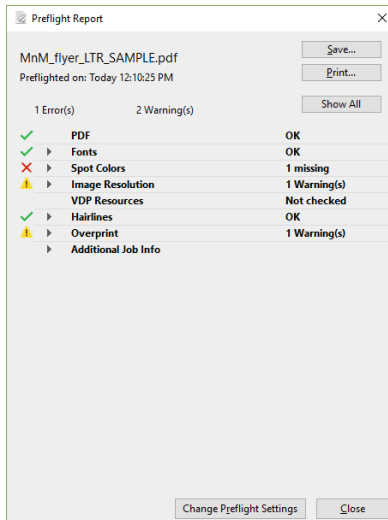 Preflight Report
MnM_flyer_LTR_SAMPLE.pdf
Save...
Preflighted on: Today 12:10:25 PM
Print...
1 Error(s) 2 Warning(s)
Show All
PDF OK
Fonts OK
Spot Colors 1 missing
Image Resolution 1 Warning(s)
VDP Resources Not checked
Hairlines OK
Overprint 1 Warning(s)
Additional Job Info
Change Preflight Settings Close